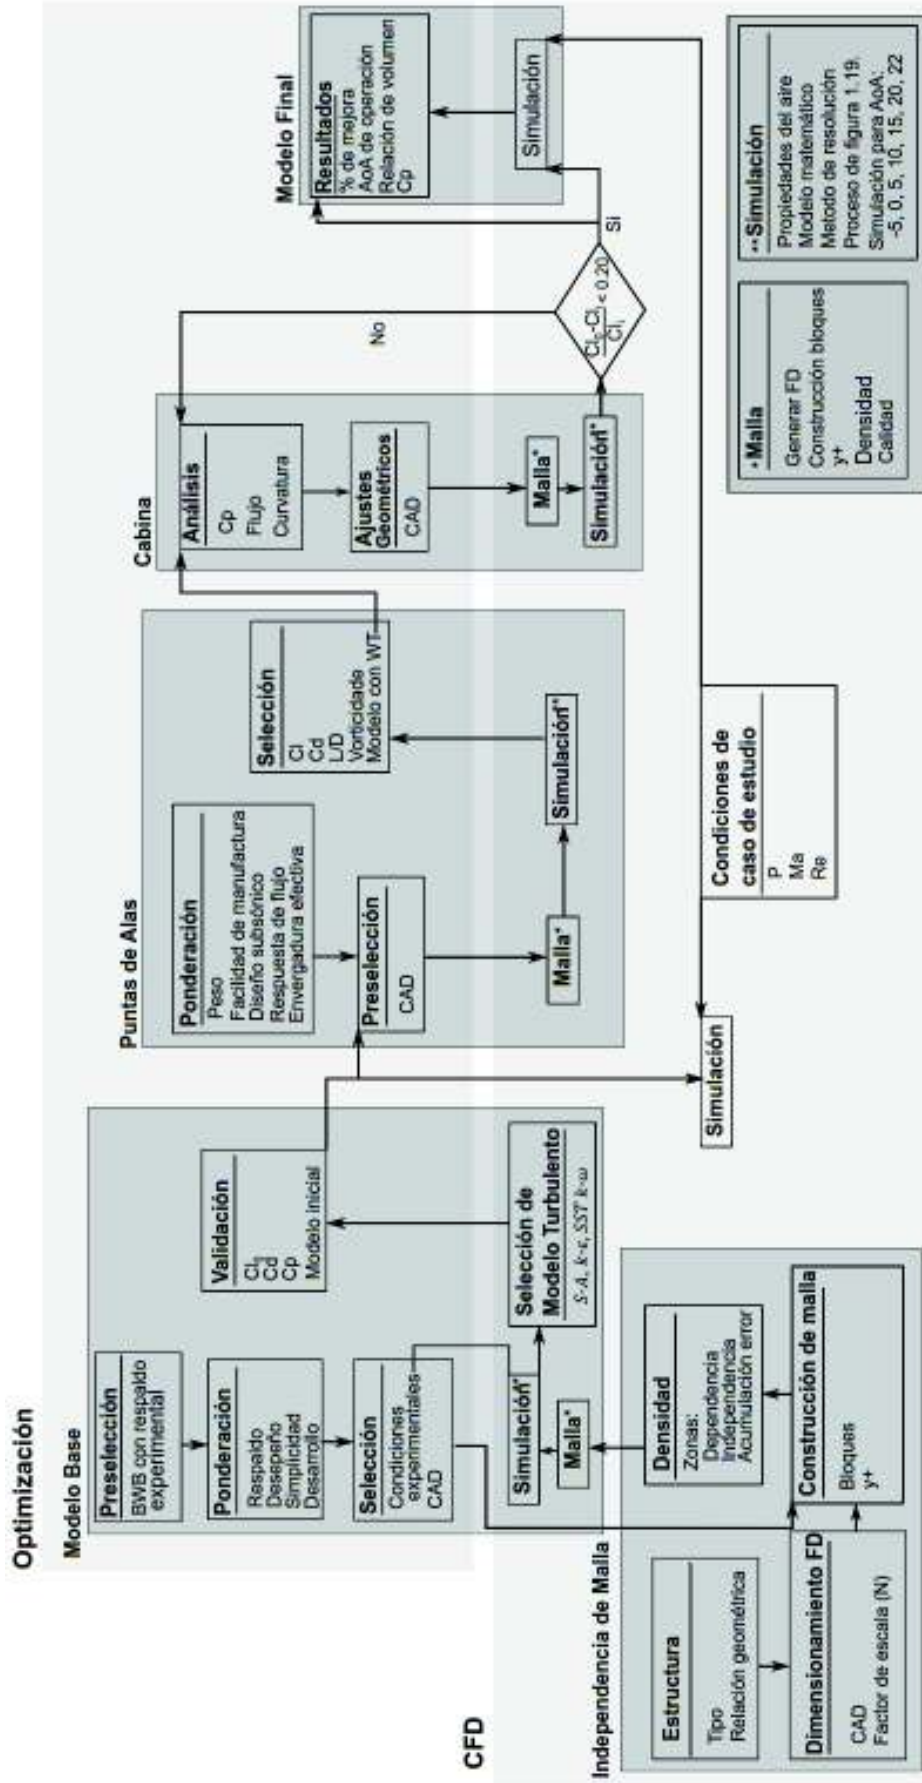 Optimización
Modelo Base
Preselección
BWB con respaldo
experimental
Ponderación
Respaldo
Desepeño
Simplicidad
Desarrollo
Selección
Condiciones
experimentales
CAD
Validación
Cl
Cd
Cp
Modelo inicial
Simulación*
Malla*
Selección de
Modelo Turbulento
S-A, k-ε, SST k-ω
CFD
Independencia de Malla
Estructura
Tipo
Relación geométrica
Dimensionamiento FD
CAD
Factor de escala (N)
Densidad
Zonas:
Dependencia
Independencia
Acumulación error
Construcción de malla
Bloques
y+
Puntas de Alas
Ponderación
Peso
Facilidad de manufactura
Diseño subsónico
Respuesta de flujo
Envergadura efectiva
Preselección
CAD
Malla*
Simulación**
Selección
Cl
Cd
L/D
Vorticidade
Modelo con WT
Simulación
Condiciones de
caso de estudio
P
Ma
Re
Cabina
Análisis
Cp
Flujo
Curvatura
Ajustes
Geométricos
CAD
Malla*
Simulación**
No
< 0.20
Si
Modelo Final
Resultados
% de mejora
AoA de operación
Relación de volumen
Cp
Simulación
*Malla
Generar FD
Construcción bloques
y+
Densidad
Calidad
**Simulación
Propiedades del aire
Modelo matemático
Metodo de resolución
Proceso de figura 1.19.
Simulación para AoA:
-5, 0, 5, 10, 15, 20, 22